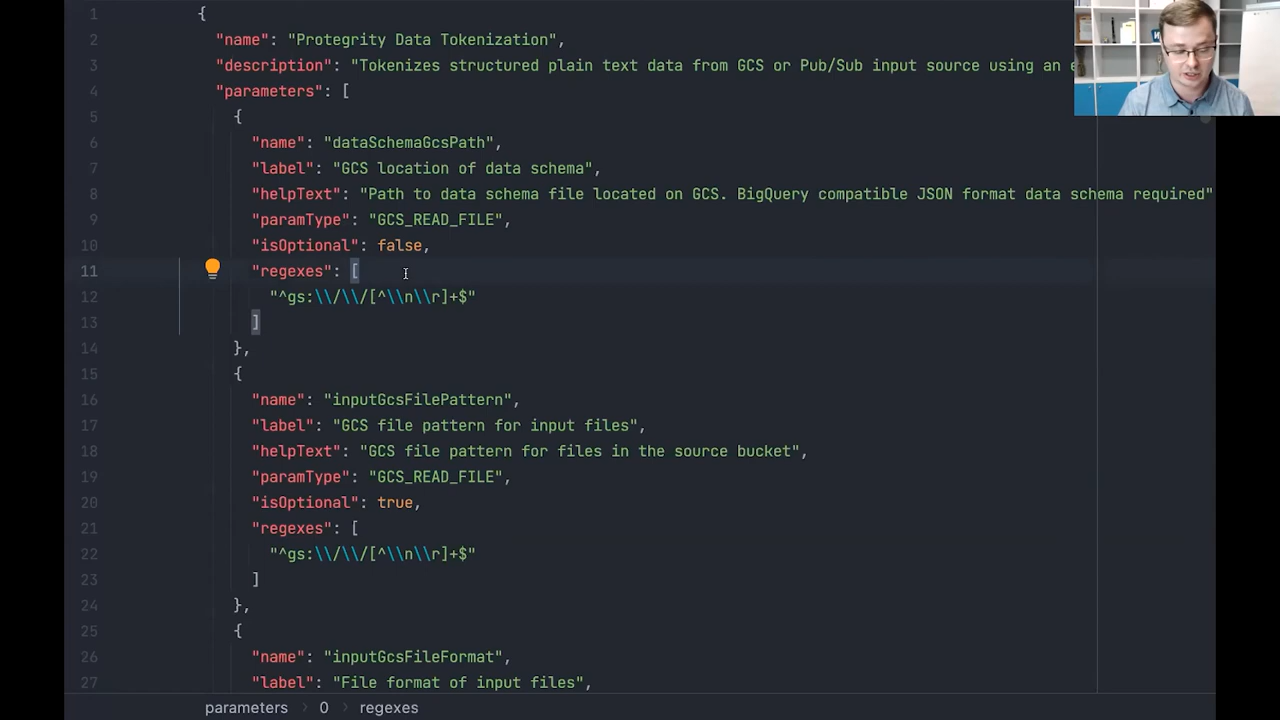 1 {
2 "name": "Protegrity Data Tokenization",
3 "description": "Tokenizes structured plain text data from GCS or Pub/Sub input source using an
4 "parameters": [
5 {
6 "name": "dataSchemaGcsPath",
7 "label": "GCS location of data schema",
8 "helpText": "Path to data schema file located on GCS. BigQuery compatible JSON format data schema required"
9 "paramType": "GCS_READ_FILE",
10 "isOptional": false,
11 "regexes": [
12 "^gs:\\/\\/[^\\n\\r]+$"
13 ]
14 },
15 {
16 "name": "inputGcsFilePattern",
17 "label": "GCS file pattern for input files",
18 "helpText": "GCS file pattern for files in the source bucket",
19 "paramType": "GCS_READ_FILE",
20 "isOptional": true,
21 "regexes": [
22 "^gs:\\/\\/[^\\n\\r]+$"
23 ]
24 },
25 {
26 "name": "inputGcsFileFormat",
27 "label": "File format of input files",
parameters > 0 > regexes